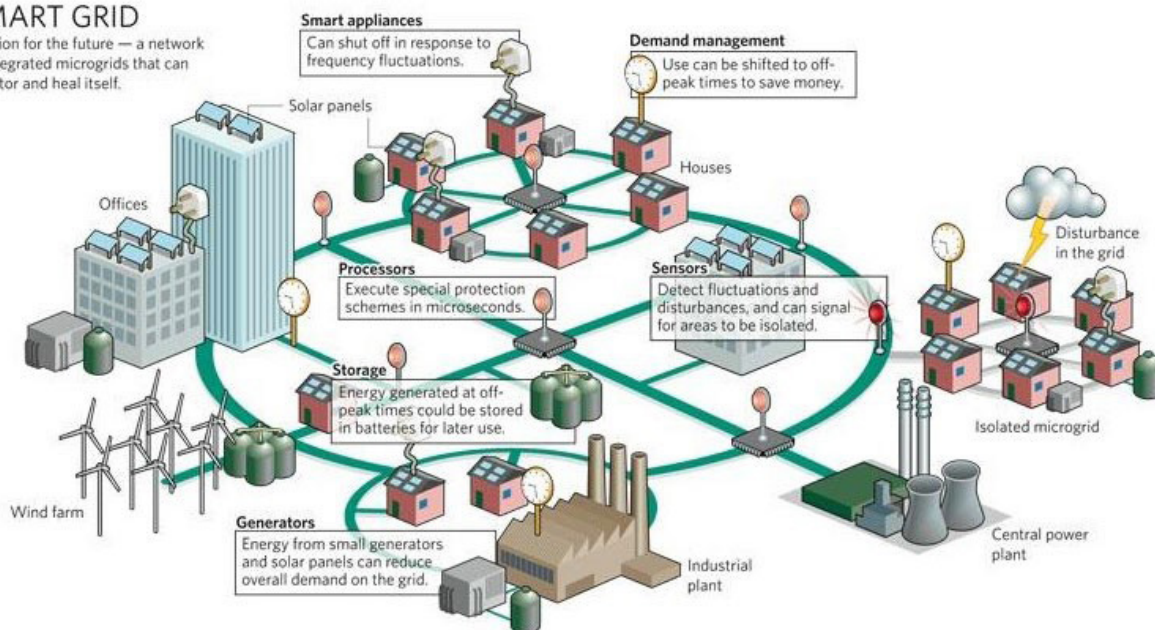 MART GRID
ion for the future — a network
egrated microgrids that can
tor and heal itself.
Smart appliances
Can shut off in response to
frequency fluctuations.
Demand management
Use can be shifted to off-
peak times to save money.
Solar panels
Houses
Offices
Disturbance
in the grid
Processors
Execute special protection
schemes in microseconds.
Sensors
Detect fluctuations and
disturbances, and can signal
for areas to be isolated.
Storage
Energy generated at off-
peak times could be stored
in batteries for later use.
Isolated microgrid
Wind farm
Generators
Energy from small generators
and solar panels can reduce
overall demand on the grid.
Industrial
plant
Central power
plant